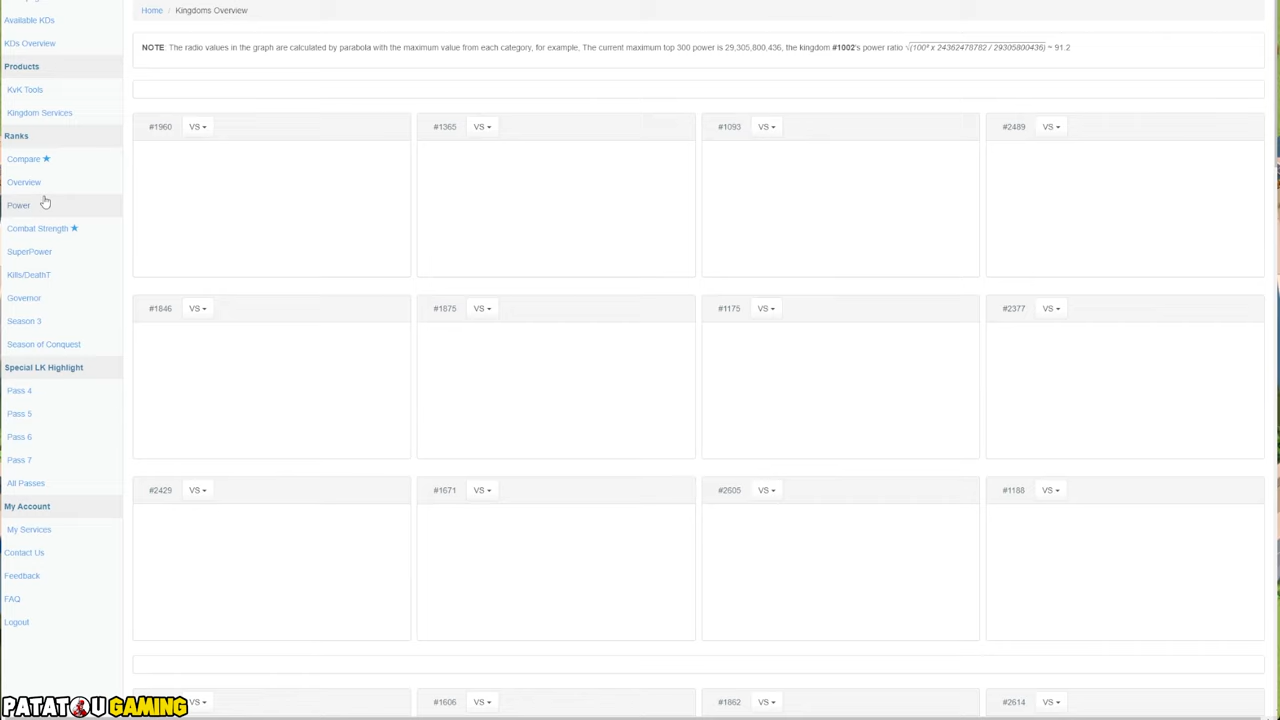 Available KDs
KDs Overview
Products
KvK Tools
Kingdom Services
Ranks
Compare ★
Overview
Power
Combat Strength ★
SuperPower
Kills/DeathT
Governor
Season 3
Season of Conquest
Special LK Highlight
Pass 4
Pass 5
Pass 6
Pass 7
All Passes
My Account
My Services
Contact Us
Feedback
FAQ
Logout
Home / Kingdoms Overview
NOTE: The radio values in the graph are calculated by parabola with the maximum value from each category, for example, The current maximum top 300 power is 29,305,800,436, the kingdom #1002's power ratio √(100² x 24362478782 / 29305800436) ~ 91.2
#1960 VS
#1365 VS
#1093 VS
#2489 VS
#1846 VS
#1875 VS
#1175 VS
#2377 VS
#2429 VS
#1671 VS
#2605 VS
#1188 VS
VS
#1606 VS
#1862 VS
#2614 VS
PATATOU GAMING